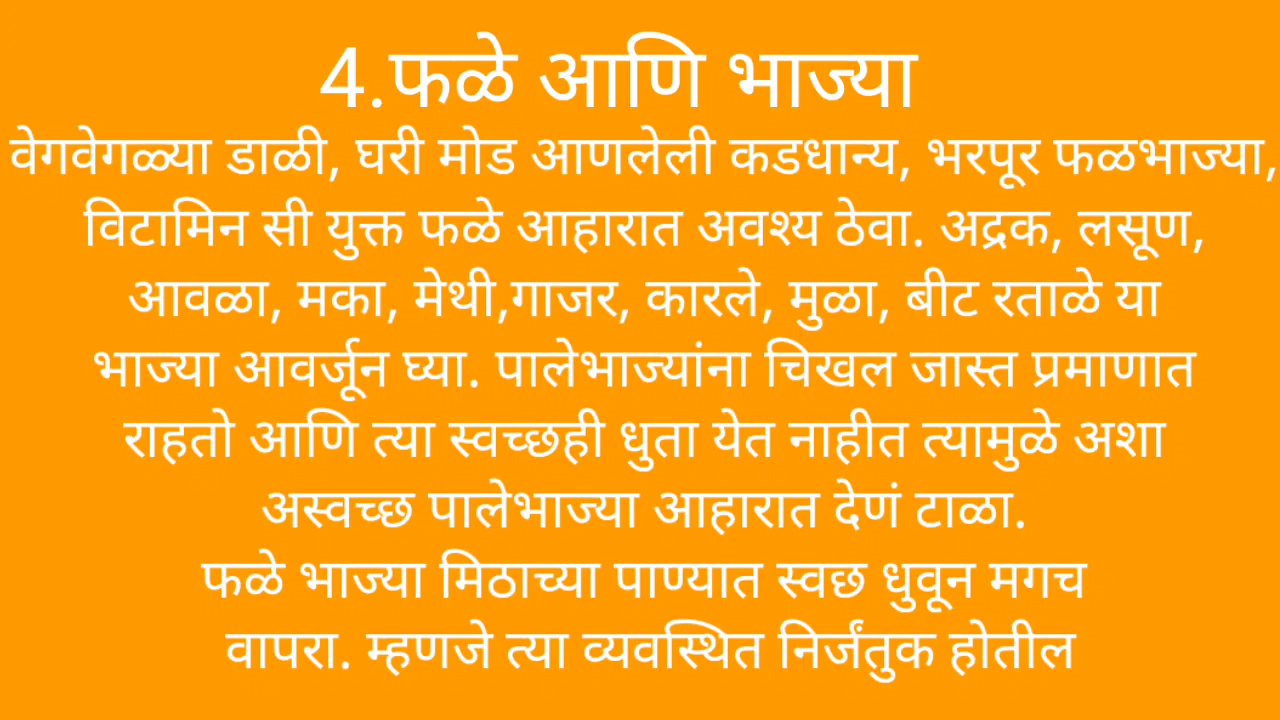 4.फळे आणि भाज्या
वेगवेगळ्या डाळी, घरी मोड आणलेली कडधान्य, भरपूर फळभाज्या,
विटामिन सी युक्त फळे आहारात अवश्य ठेवा. अद्रक, लसूण,
आवळा, मका, मेथी,गाजर, कारले, मुळा, बीट रताळे या
भाज्या आवर्जून घ्या. पालेभाज्यांना चिखल जास्त प्रमाणात
राहतो आणि त्या स्वच्छही धुता येत नाहीत त्यामुळे अशा
अस्वच्छ पालेभाज्या आहारात देणं टाळा.
फळे भाज्या मिठाच्या पाण्यात स्वछ धुवून मगच
वापरा. म्हणजे त्या व्यवस्थित निर्जंतुक होतील